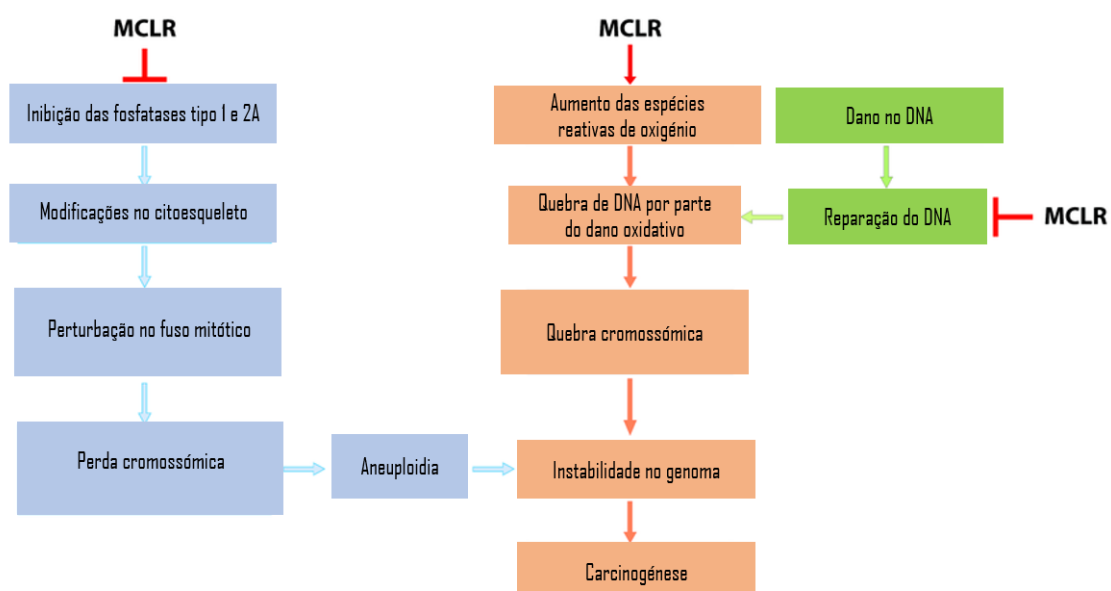 MCLR
Inibição das fosfatases tipo 1 e 2A
Modificações no citoesqueleto
Perturbação no fuso mitótico
Perda cromossómica
Aneuploidia
MCLR
Aumento das espécies
reativas de oxigénio
Quebra de DNA por parte
do dano oxidativo
Quebra cromossómica
Instabilidade no genoma
Carcinogénese
Dano no DNA
Reparação do DNA
MCLR